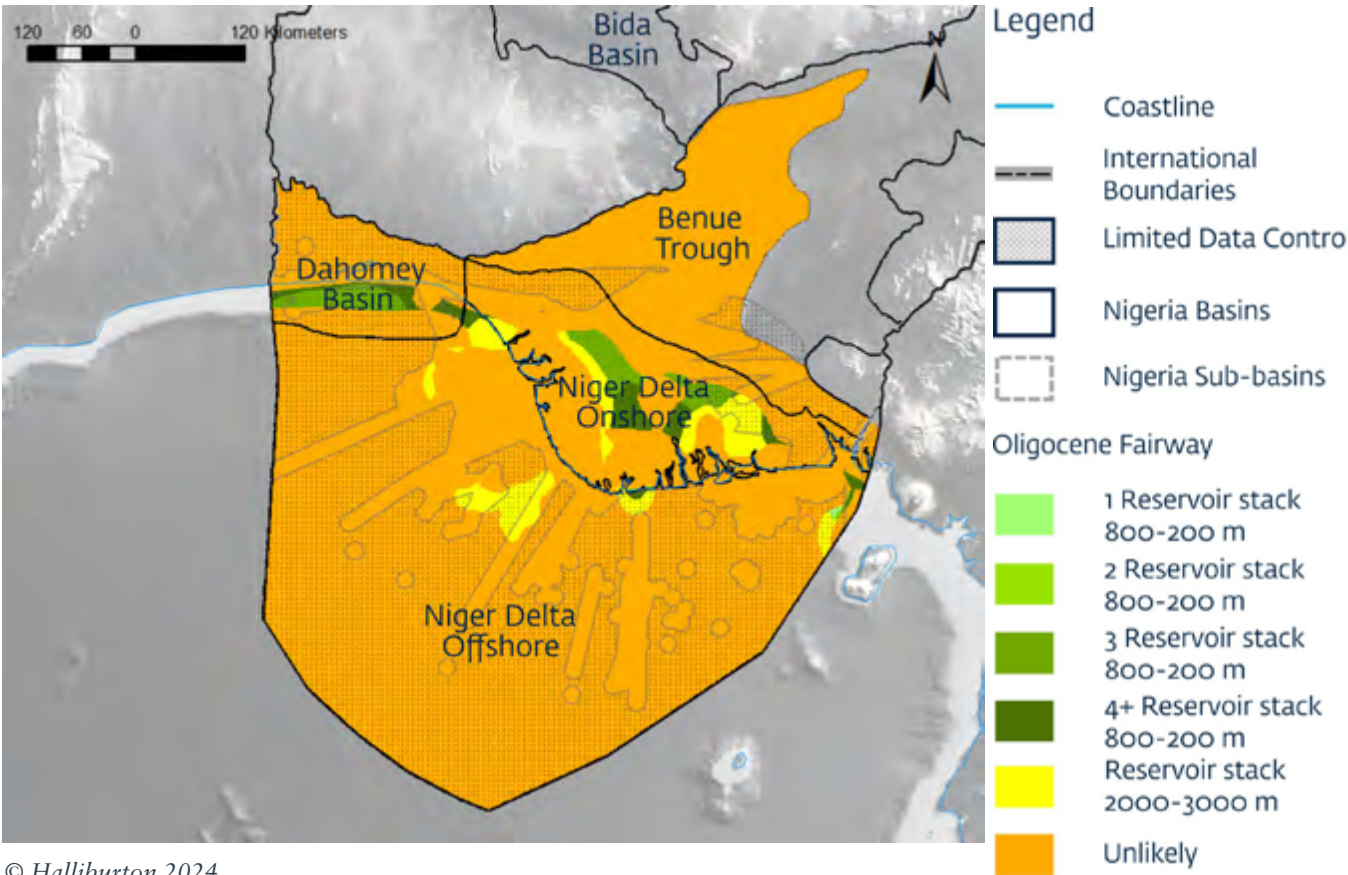 120 60 0 120 Kilometers
Bida
Basin
N
Benue
Trough
Dahomey
Basin
Niger Delta
Onshore
Niger Delta
Offshore
Legend
Coastline
International
Boundaries
Limited Data Contro
Nigeria Basins
Nigeria Sub-basins
Oligocene Fairway
1 Reservoir stack
800-200 m
2 Reservoir stack
800-200 m
3 Reservoir stack
800-200 m
4+ Reservoir stack
800-200 m
Reservoir stack
2000-3000 m
Unlikely
© Halliburton 2024